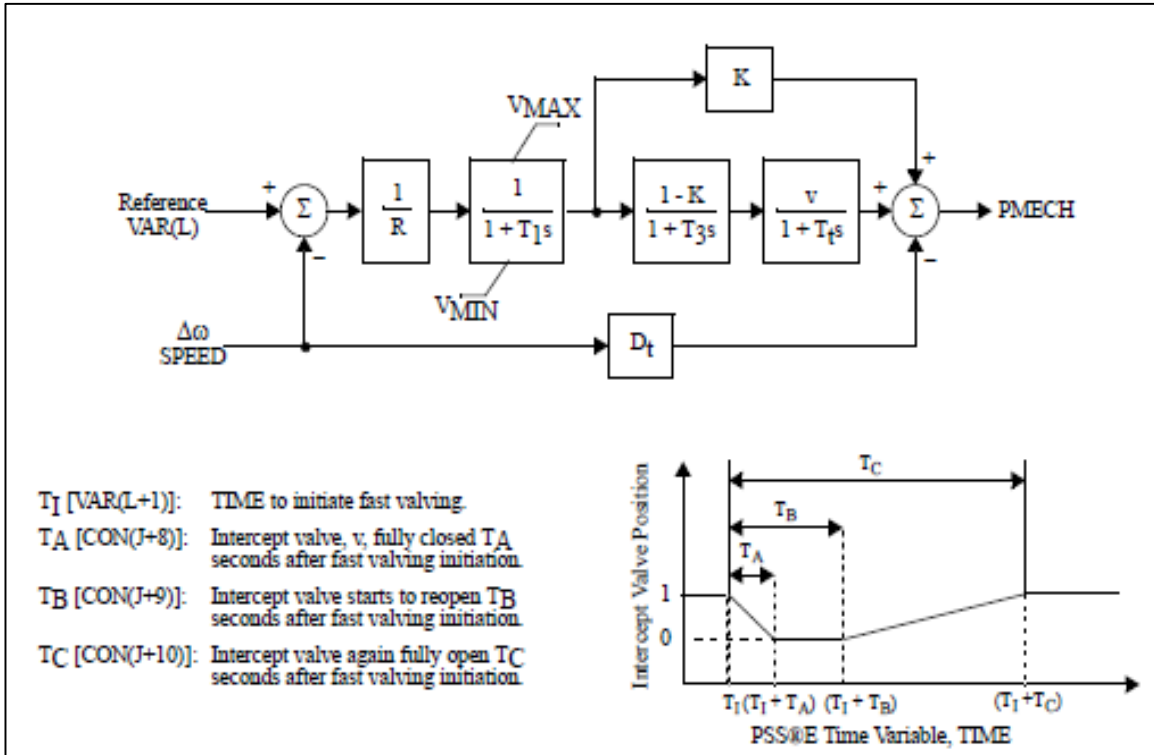 K
VMAX
Reference
VAR(L)
+
Σ
−
1
R
1
1 + T1s
VMIN
1 - K
1 + T3s
v
1 + Tts
+
+
Σ
−
PMECH
Δω
SPEED
Dt
TI [VAR(L+1)]: TIME to initiate fast valving.
TA [CON(J+8)]: Intercept valve, v, fully closed TA
seconds after fast valving initiation.
TB [CON(J+9)]: Intercept valve starts to reopen TB
seconds after fast valving initiation.
TC [CON(J+10)]: Intercept valve again fully open TC
seconds after fast valving initiation.
Intercept Valve Position
TC
TB
TA
1
0
TI (TI + TA) (TI + TB) (TI +TC)
PSS®E Time Variable, TIME